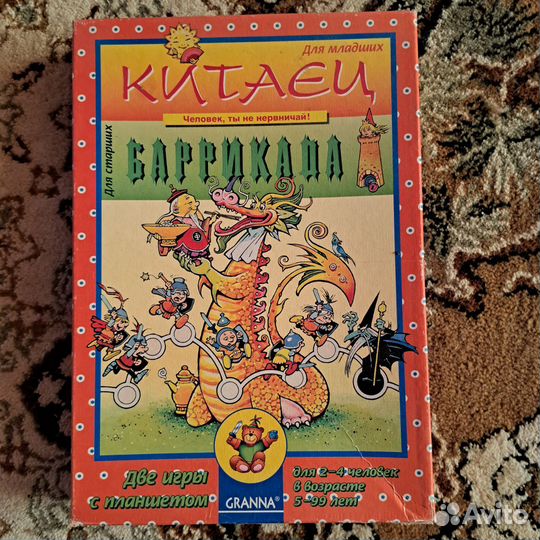 Для младших
КИТАЕЦ
Человек, ты не нервничай!
Для старших
БАРРИКАДА
Две игры
с планшетом
GRANNA®
для 2-4 человек
в возрасте
5-99 лет
Avito